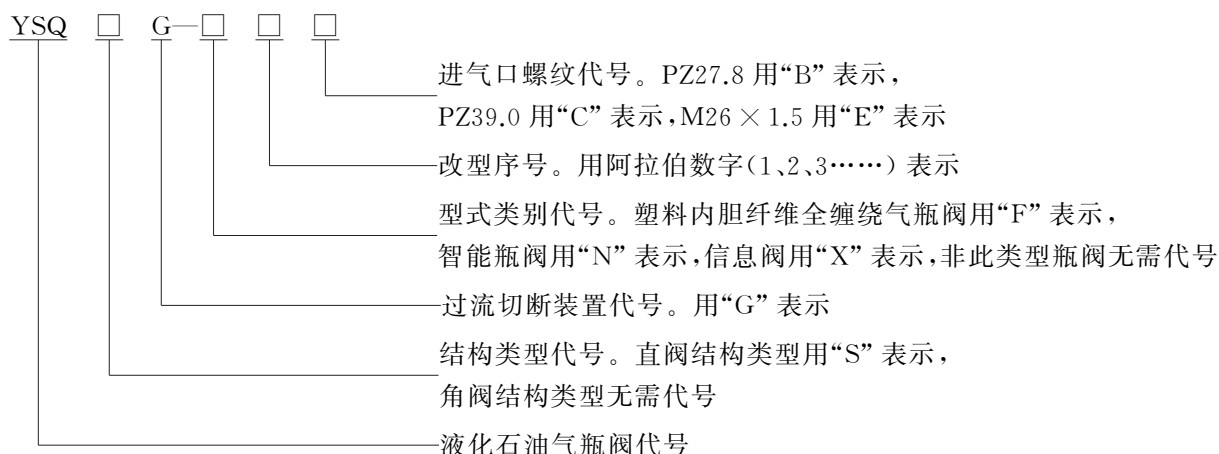 YSQ □ G—□ □ □
进气口螺纹代号。PZ27.8 用“B”表示，
PZ39.0 用“C”表示，M26×1.5 用“E”表示
改型序号。用阿拉伯数字(1、2、3……)表示
型式类别代号。塑料内胆纤维全缠绕气瓶阀用“F”表示，
智能瓶阀用“N”表示，信息阀用“X”表示，非此类型瓶阀无需代号
过流切断装置代号。用“G”表示
结构类型代号。直阀结构类型用“S”表示，
角阀结构类型无需代号
液化石油气瓶阀代号